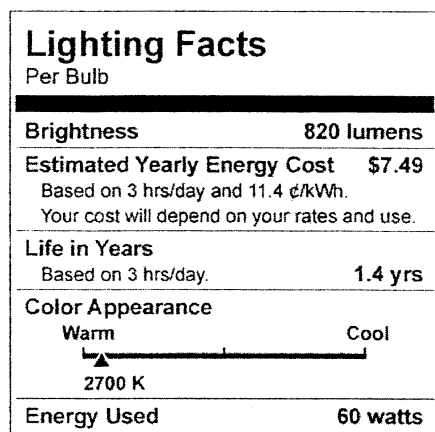 Lighting Facts
Per Bulb
Brightness 820 lumens
Estimated Yearly Energy Cost $7.49
Based on 3 hrs/day and 11.4 ¢/kWh.
Your cost will depend on your rates and use.
Life in Years
Based on 3 hrs/day. 1.4 yrs
Color Appearance
Warm Cool
2700 K
Energy Used 60 watts